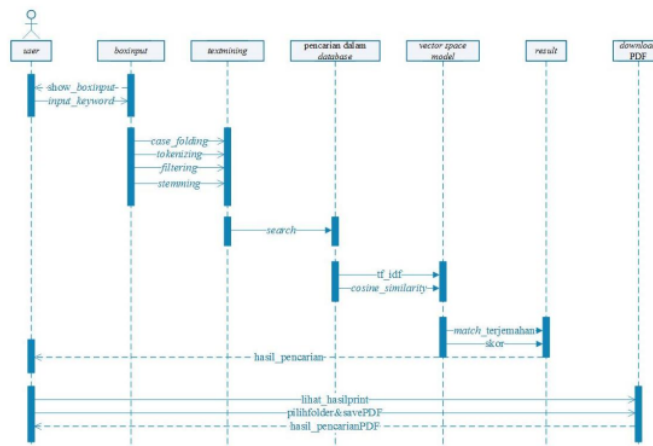 user
boxinput
textmining
pencarian dalam
database
vector space
model
result
download
PDF
show_boxinput
input_keyword
case_folding
tokenizing
filtering
stemming
search
tf_idf
cosine_similarity
match_terjemahan
skor
hasil_pencarian
lihat_hasilprint
pilihfolder&savePDF
hasil_pencarianPDF